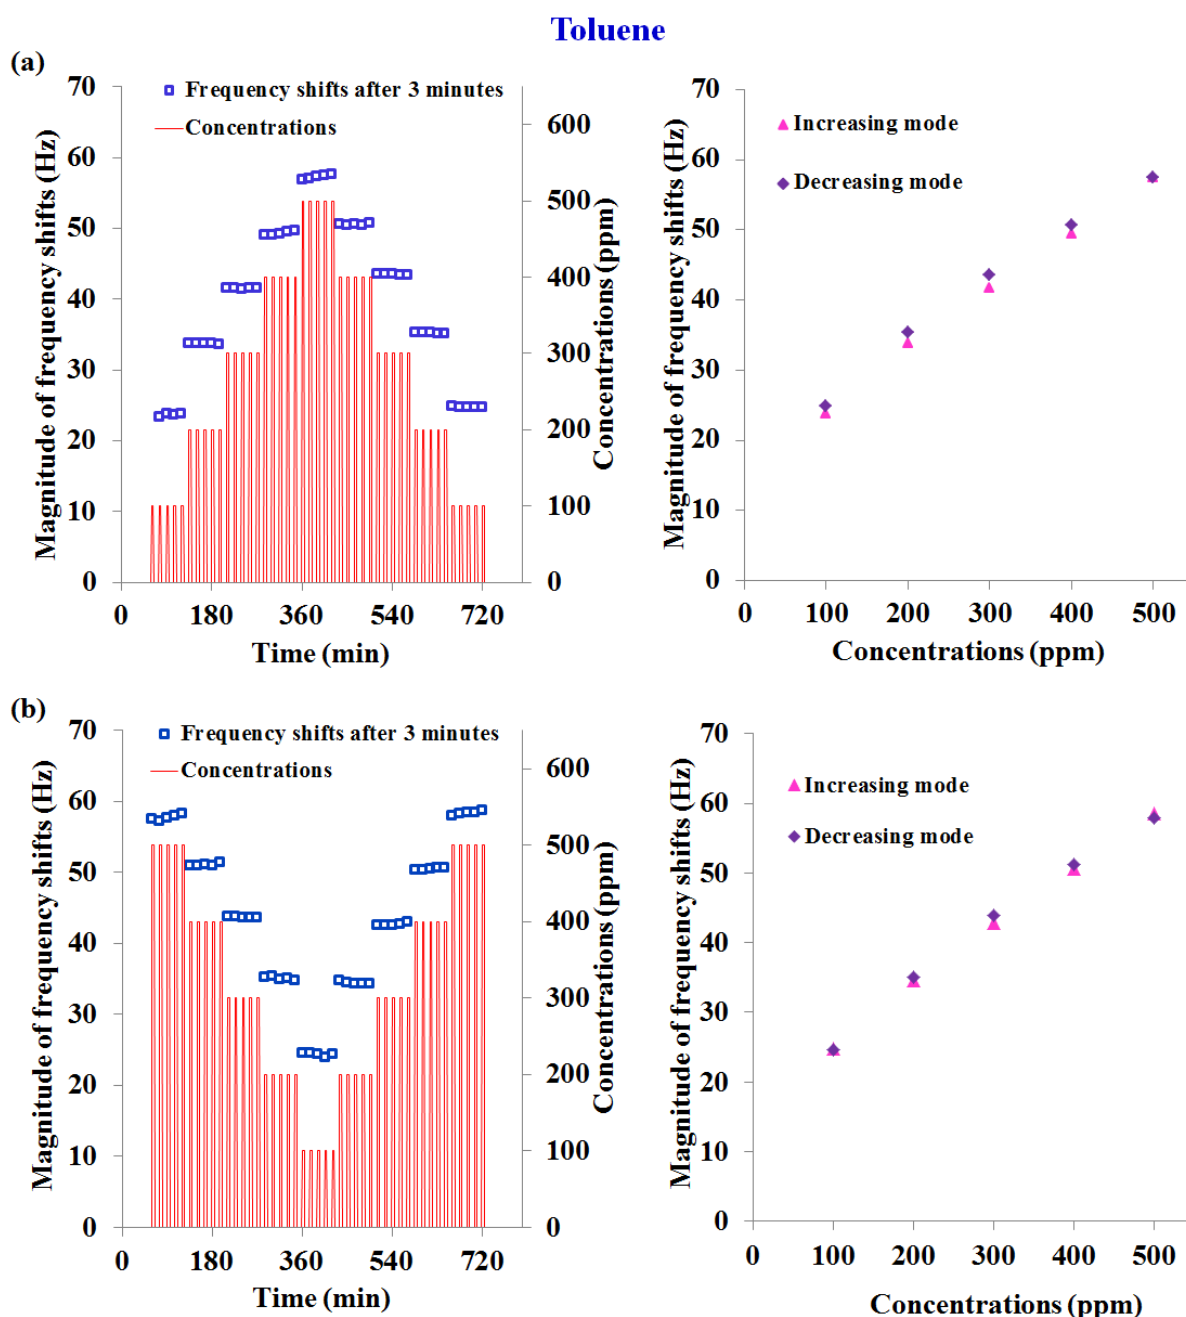 Toluene
(a)
Magnitude of frequency shifts (Hz)
70
60
50
40
30
20
10
0
Frequency shifts after 3 minutes
Concentrations
600
500
400
300
200
100
0
Concentrations (ppm)
0 180 360 540 720
Time (min)
Magnitude of frequency shifts (Hz)
70
60
50
40
30
20
10
0
Increasing mode
Decreasing mode
0 100 200 300 400 500
Concentrations (ppm)
(b)
Magnitude of frequency shifts (Hz)
70
60
50
40
30
20
10
0
Frequency shifts after 3 minutes
Concentrations
600
500
400
300
200
100
0
Concentrations (ppm)
0 180 360 540 720
Time (min)
Magnitude of frequency shifts (Hz)
70
60
50
40
30
20
10
0
Increasing mode
Decreasing mode
0 100 200 300 400 500
Concentrations (ppm)